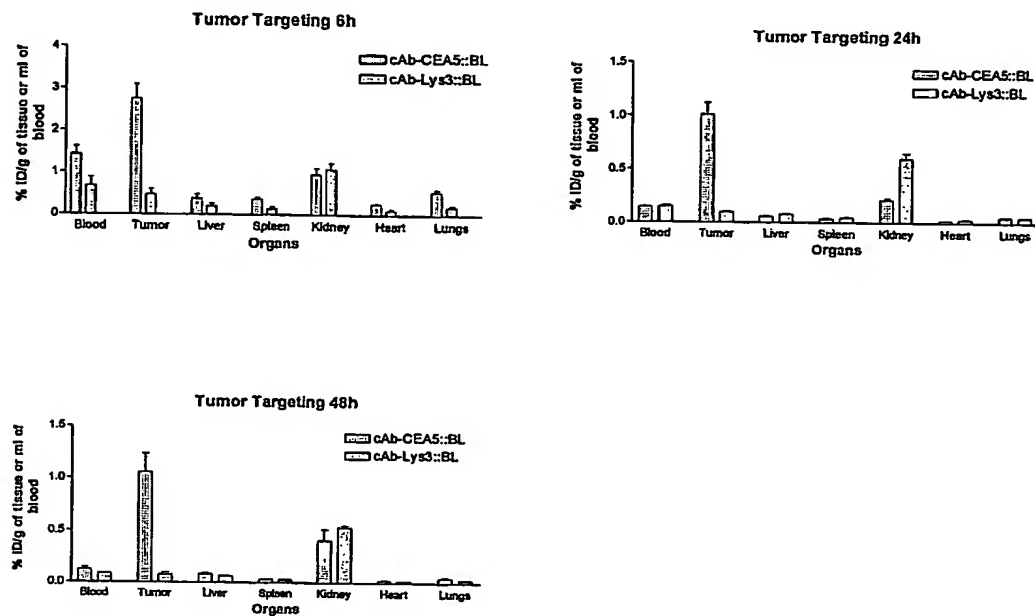 Tumor Targeting 6h
% ID/g of tissue or ml of
blood
4
3
2
1
0
cAb-CEA5::BL
cAb-Lys3::BL
Blood Tumor Liver Spleen Kidney Heart Lungs
Organs
Tumor Targeting 24h
% ID/g of tissue or ml of
blood
1.5
1.0
0.5
0.0
cAb-CEA5::BL
cAb-Lys3::BL
Blood Tumor Liver Spleen Kidney Heart Lungs
Organs
Tumor Targeting 48h
% ID/g of tissue or ml of
blood
1.5
1.0
0.5
0.0
cAb-CEA5::BL
cAb-Lys3::BL
Blood Tumor Liver Spleen Kidney Heart Lungs
Organs